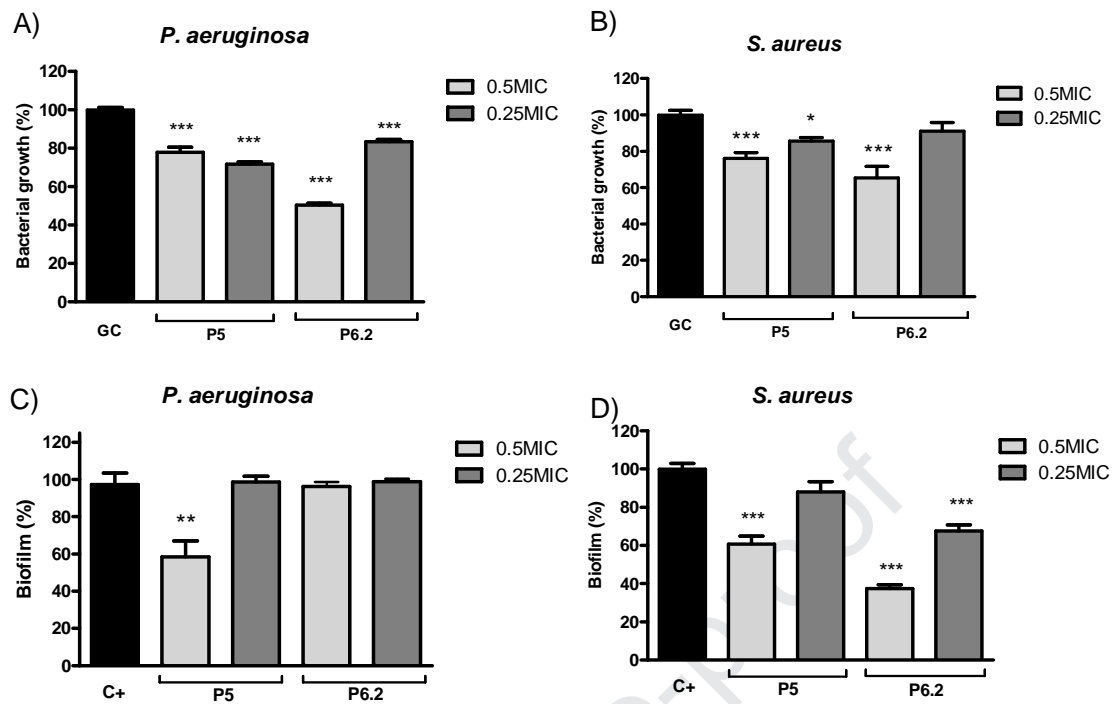 A)
P. aeruginosa
Bacterial growth (%)
120
100
80
60
40
20
0
***
***
***
***
GC
P5
P6.2
0.5MIC
0.25MIC
B)
S. aureus
Bacterial growth (%)
120
100
80
60
40
20
0
***
*
***
GC
P5
P6.2
0.5MIC
0.25MIC
C)
P. aeruginosa
Biofilm (%)
120
100
80
60
40
20
0
**
C+
P5
P6.2
0.5MIC
0.25MIC
D)
S. aureus
Biofilm (%)
120
100
80
60
40
20
0
***
***
***
C+
P5
P6.2
0.5MIC
0.25MIC